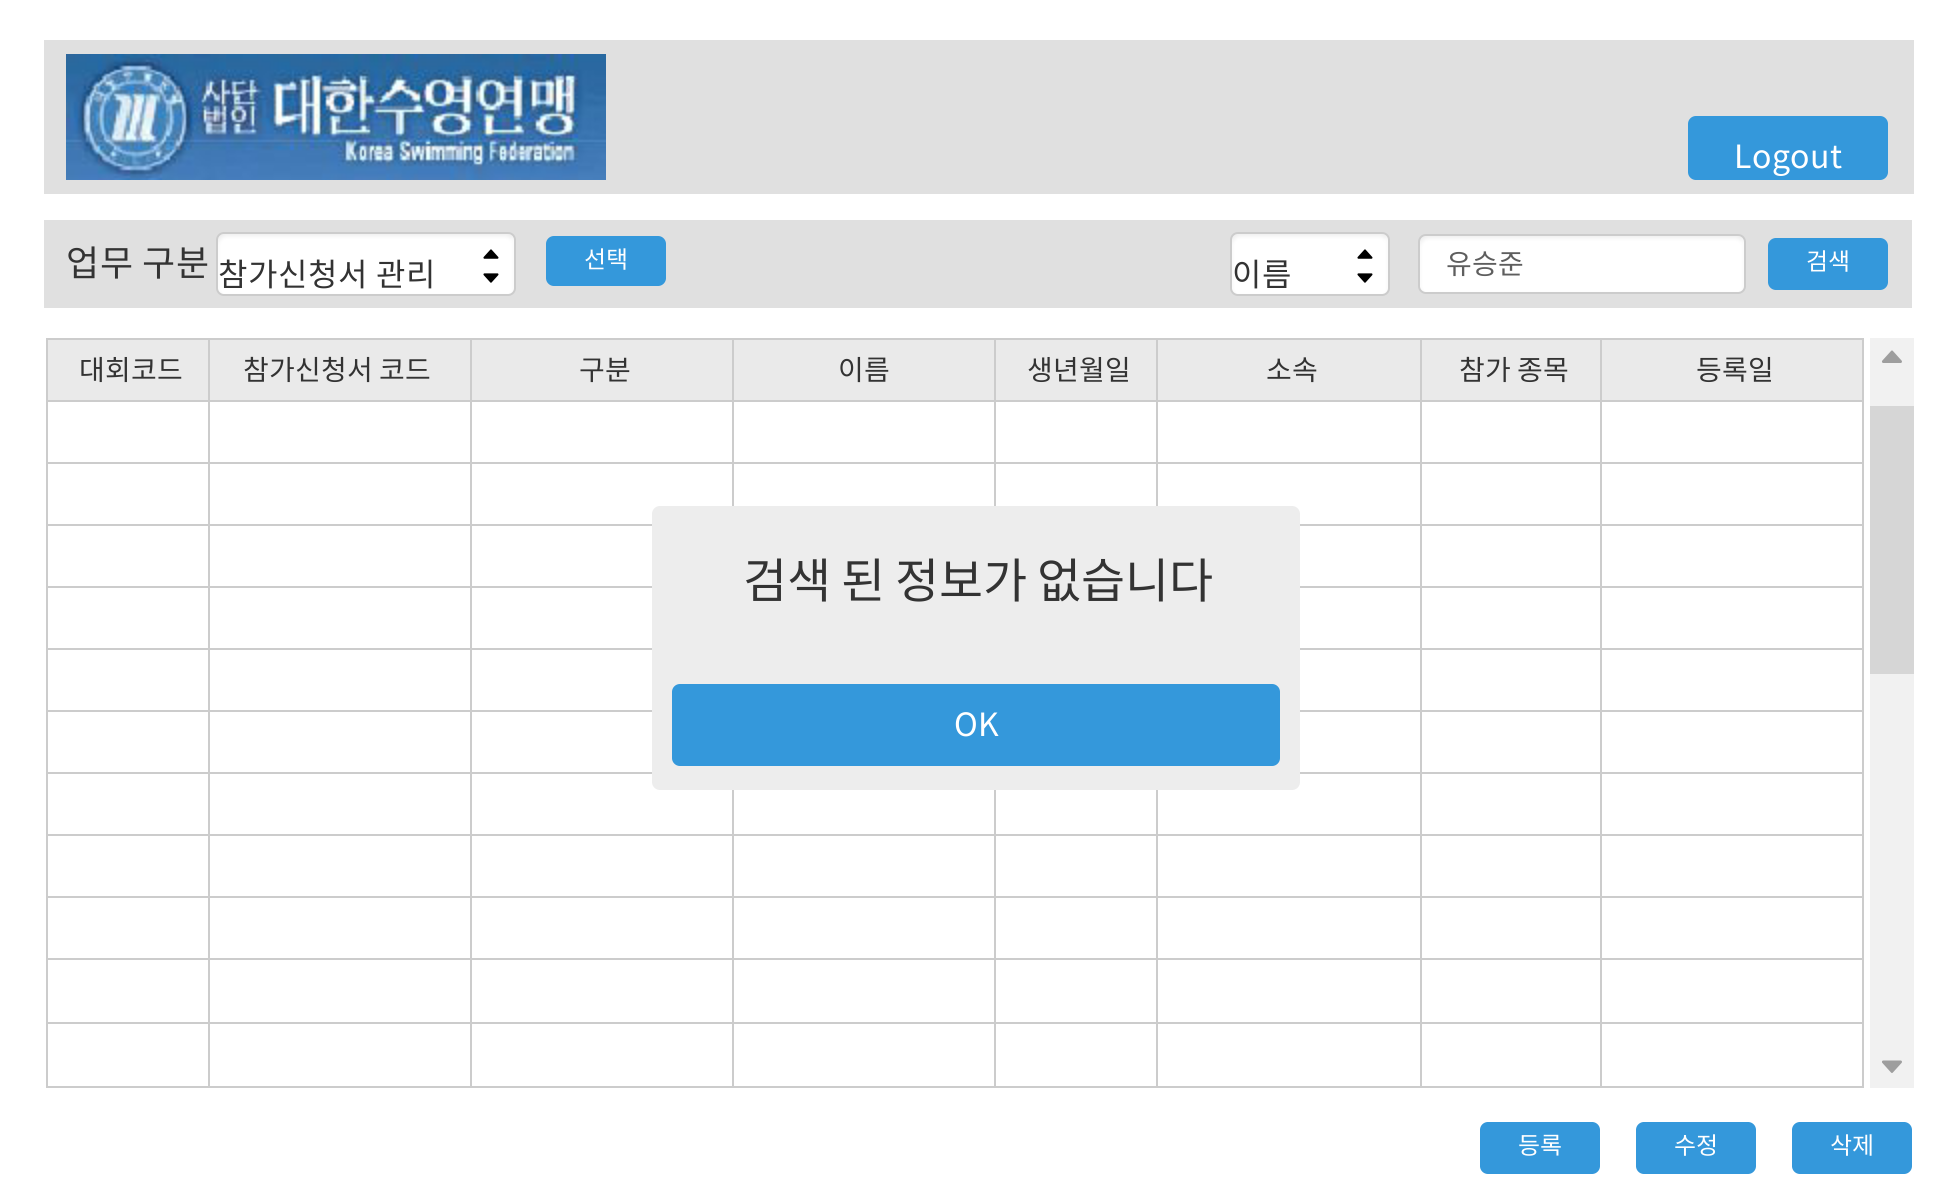 사단법인 대한수영연맹
Korea Swimming Federation
Logout
업무 구분 참가신청서 관리 선택 이름 유승준 검색
대회코드 참가신청서 코드 구분 이름 생년월일 소속 참가 종목 등록일
검색 된 정보가 없습니다
OK
등록 수정 삭제